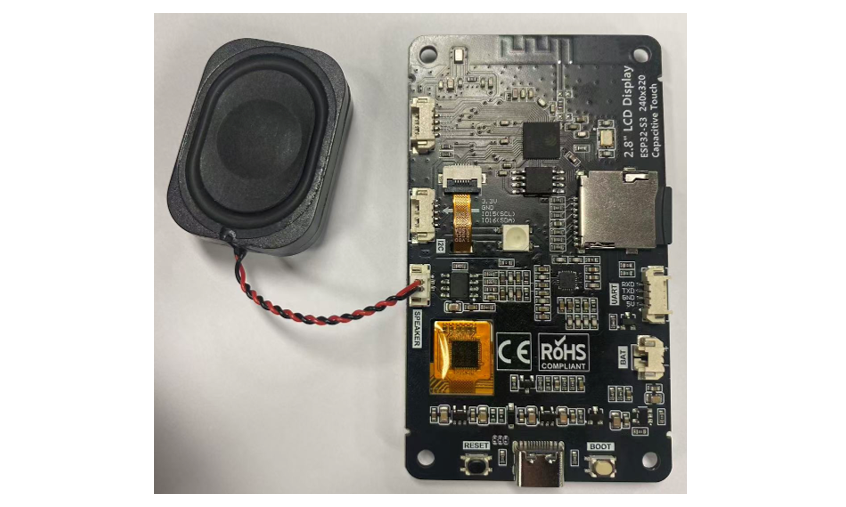 2.8" LCD Display
ESP32-S3 240x320
Capacitive Touch
3.3V
GND
IO15(SCL)
IO16(SDA)
I2C
SPEAKER
UART
RXD
TXD
GND
5V
BAT
CE
RoHS
COMPLIANT
RESET
BOOT